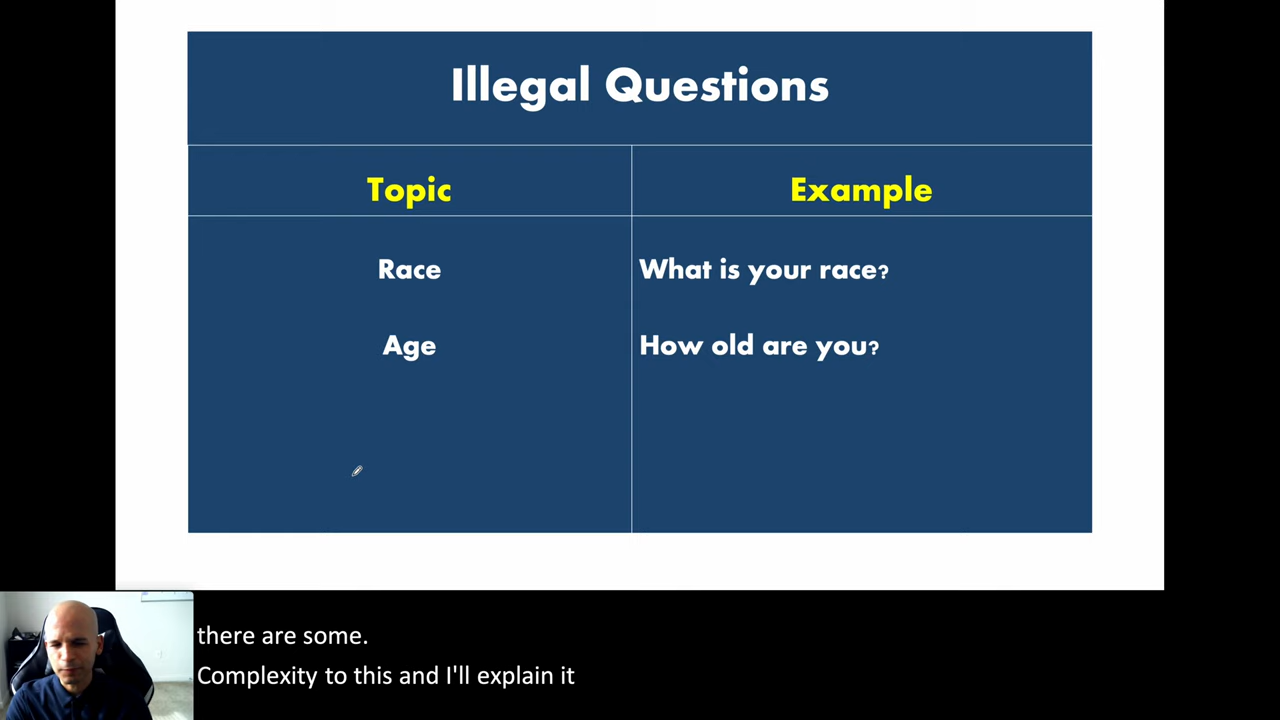 Illegal Questions
Topic
Example
Race
What is your race?
Age
How old are you?
there are some.
Complexity to this and I'll explain it